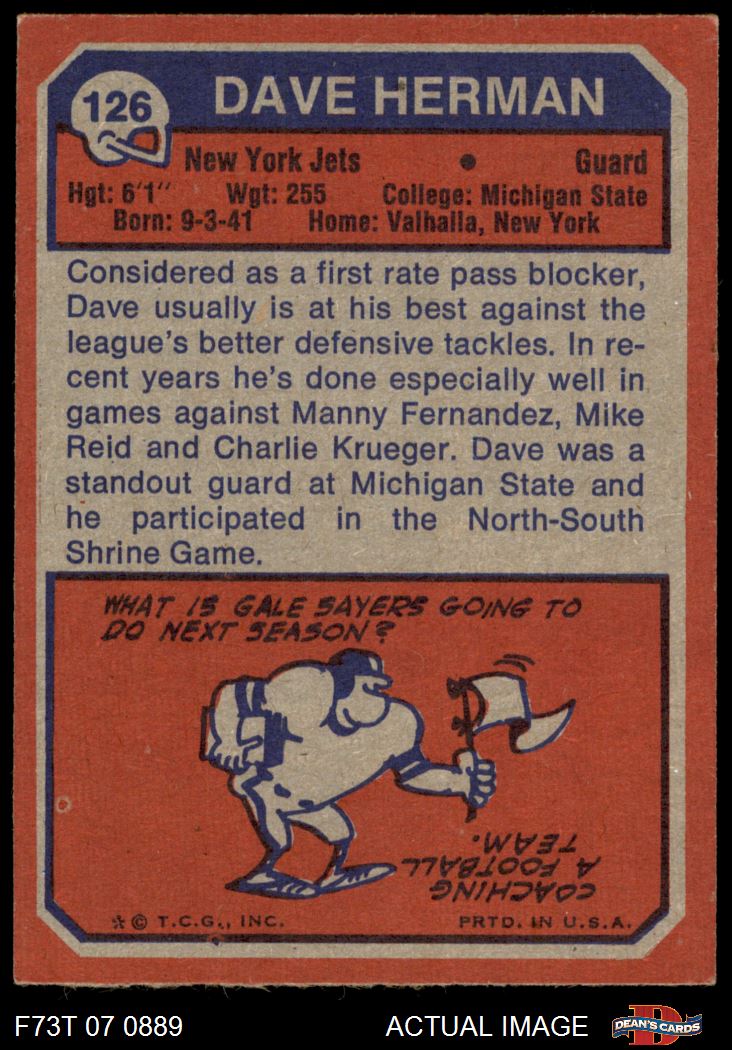 126
DAVE HERMAN
New York Jets • Guard
Hgt: 6'1" Wgt: 255 College: Michigan State
Born: 9-3-41 Home: Valhalla, New York
Considered as a first rate pass blocker,
Dave usually is at his best against the
league's better defensive tackles. In re-
cent years he's done especially well in
games against Manny Fernandez, Mike
Reid and Charlie Krueger. Dave was a
standout guard at Michigan State and
he participated in the North-South
Shrine Game.
WHAT IS GALE SAYERS GOING TO
DO NEXT SEASON?
COACHING
A FOOTBALL
TEAM.
* © T.C.G., INC. PRTD. IN U.S.A.
F73T 07 0889 ACTUAL IMAGE
D
DEAN'S CARDS